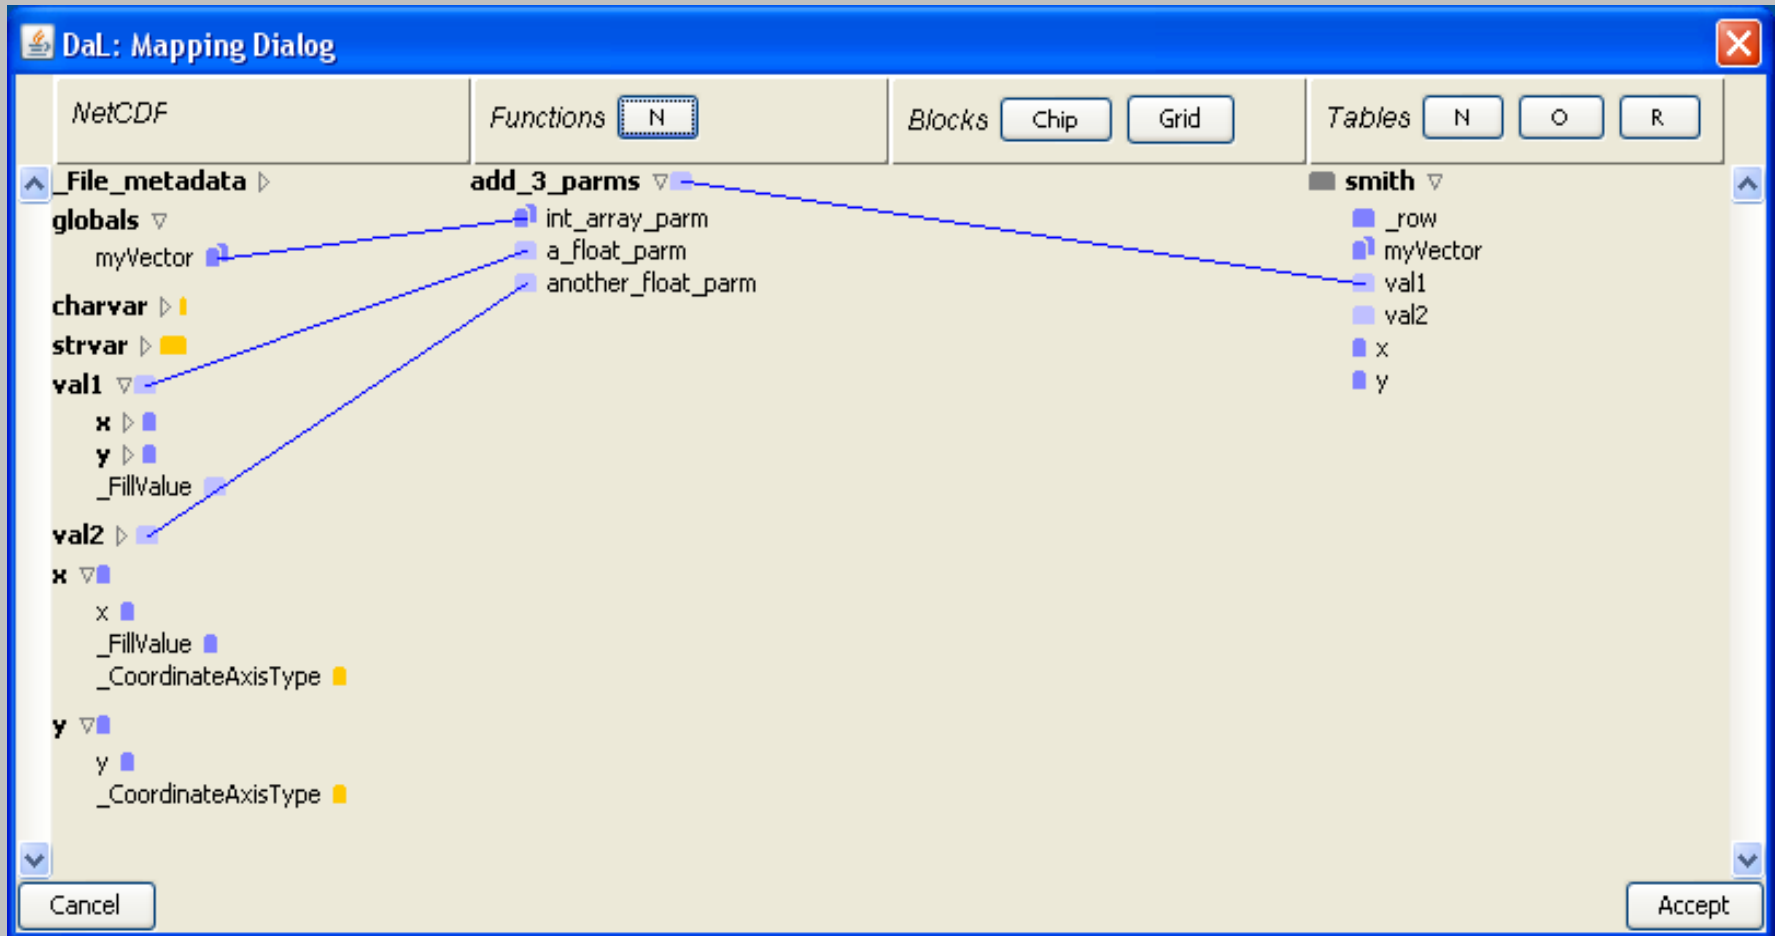 DaL: Mapping Dialog
NetCDF
Functions N
Blocks Chip Grid
Tables N O R
_File_metadata
globals
myVector
charvar
strvar
val1
x
y
_FillValue
val2
x
x
_FillValue
_CoordinateAxisType
y
y
_CoordinateAxisType
add_3_parms
int_array_parm
a_float_parm
another_float_parm
smith
_row
myVector
val1
val2
x
y
Cancel
Accept